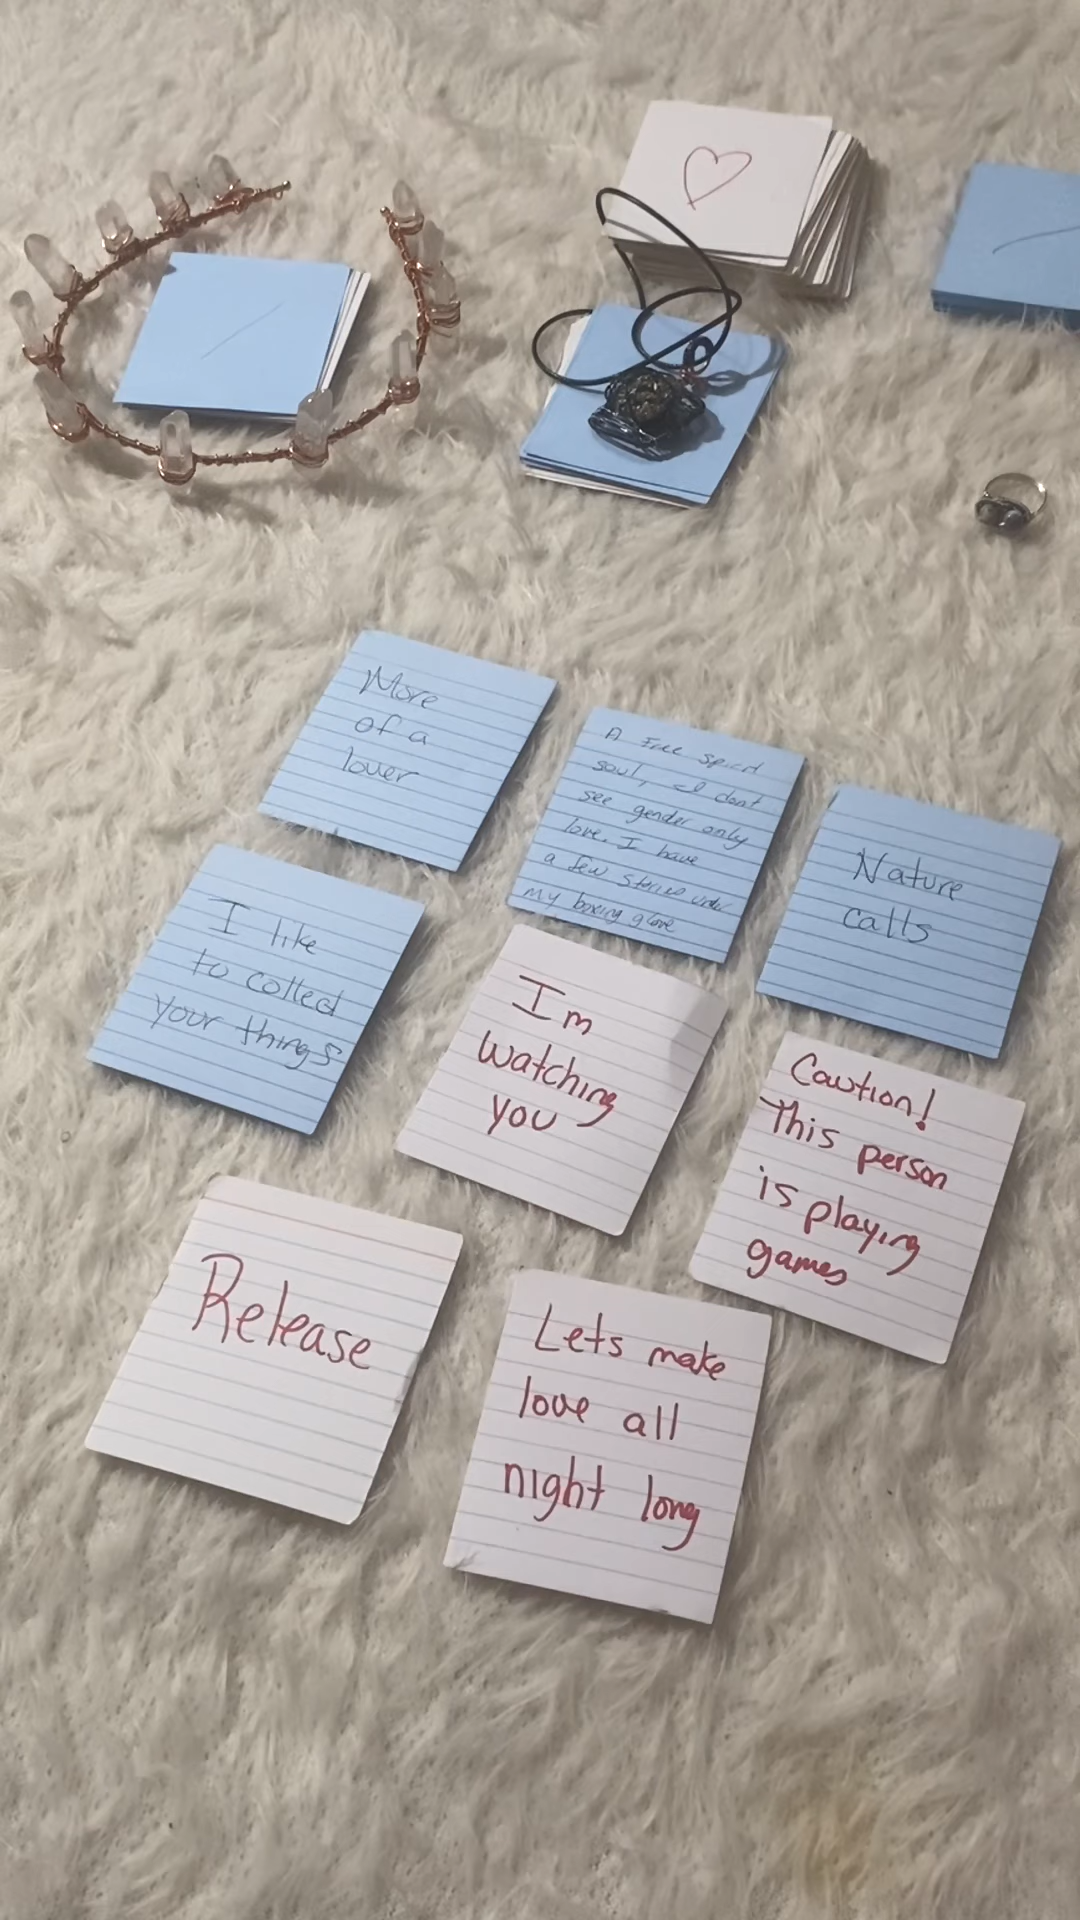 More
of a
lover
A free spirit
soul, I dont
see gender only
love. I have
a few stories under
my boxing glove
Nature
calls
I like
to collect
your things
Im
watching
you
Caution!
This person
is playing
games
Release
Lets make
love all
night long